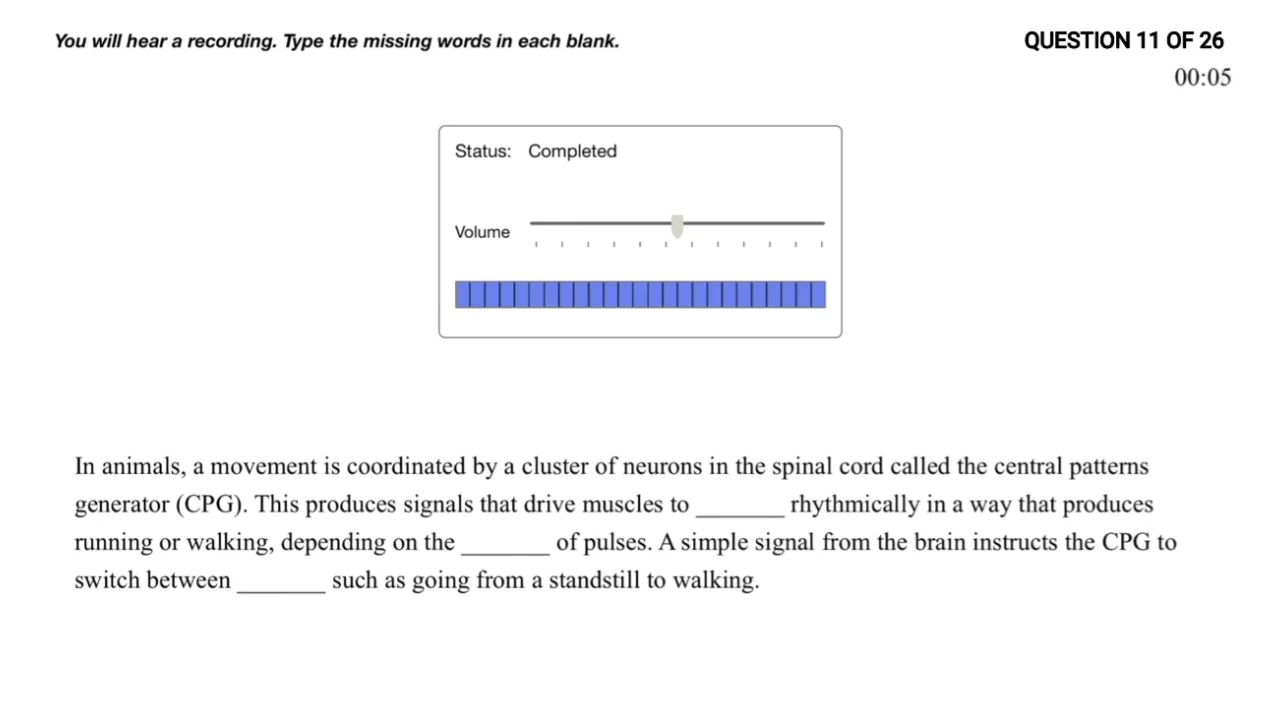 You will hear a recording. Type the missing words in each blank.
QUESTION 11 OF 26
00:05
Status: Completed
Volume
In animals, a movement is coordinated by a cluster of neurons in the spinal cord called the central patterns
generator (CPG). This produces signals that drive muscles to _______ rhythmically in a way that produces
running or walking, depending on the _______ of pulses. A simple signal from the brain instructs the CPG to
switch between _______ such as going from a standstill to walking.